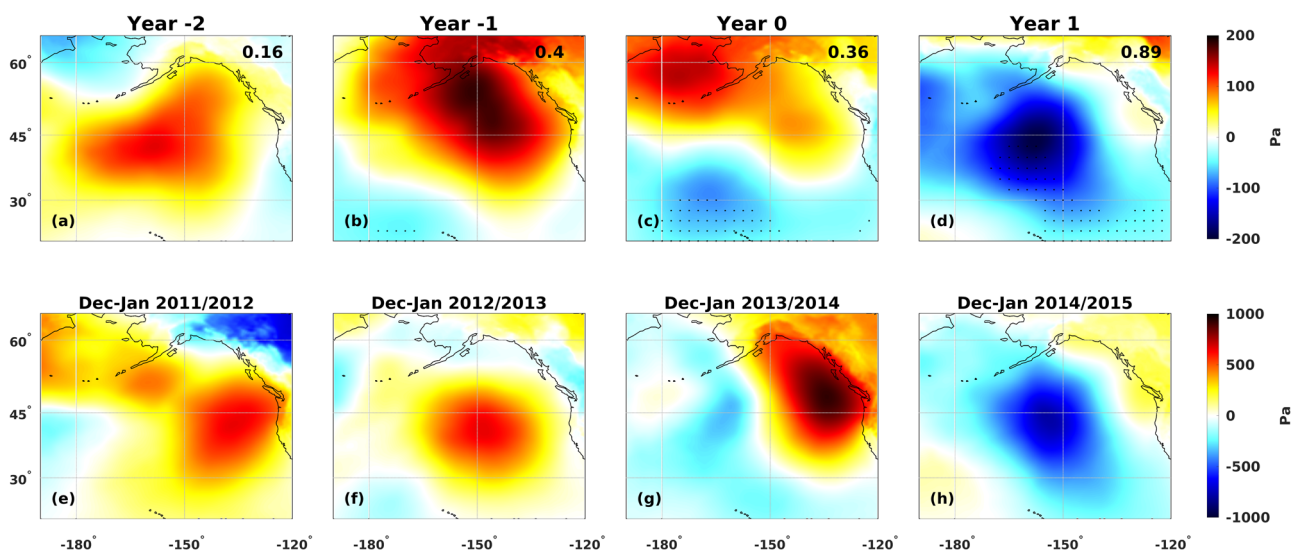 Year -2 Year -1 Year 0 Year 1
0.16 0.4 0.36 0.89
60° 45° 30°
(a) (b) (c) (d)
200 100 0 -100 -200
Pa
Dec-Jan 2011/2012 Dec-Jan 2012/2013 Dec-Jan 2013/2014 Dec-Jan 2014/2015
60° 45° 30°
(e) (f) (g) (h)
1000 500 0 -500 -1000
Pa
-180° -150° -120° -180° -150° -120° -180° -150° -120° -180° -150° -120°